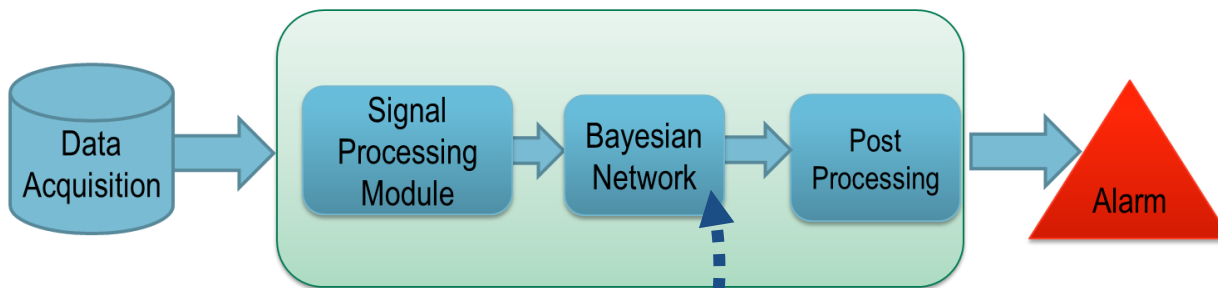 Data
Acquisition
Signal
Processing
Module
Bayesian
Network
Post
Processing
Alarm